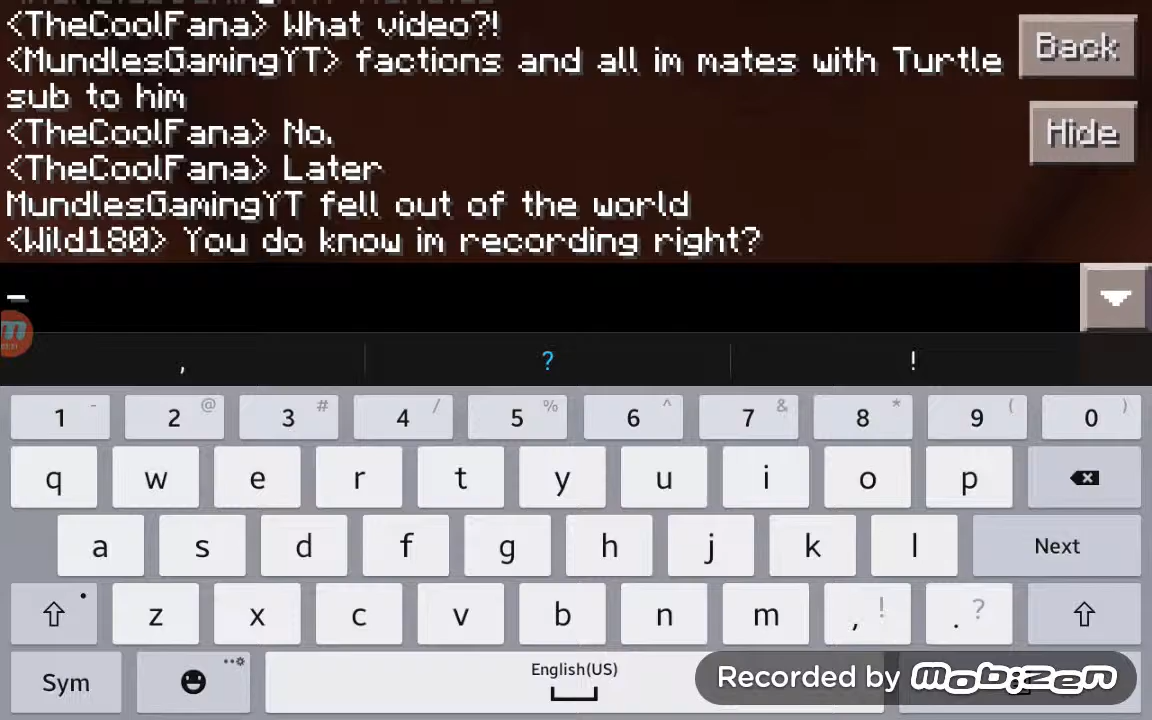 <TheCoolFana> What video?!
<MundlesGamingYT> factions and all im mates with Turtle
sub to him
<TheCoolFana> No.
<TheCoolFana> Later
MundlesGamingYT fell out of the world
<Wild180> You do know im recording right?
Back
Hide
_
, ? !
1 - 2 @ 3 # 4 / 5 % 6 ^ 7 & 8 * 9 ( 0 )
q w e r t y u i o p
a s d f g h j k l Next
z x c v b n m , ! . ?
Sym English(US)
Recorded by mobizen